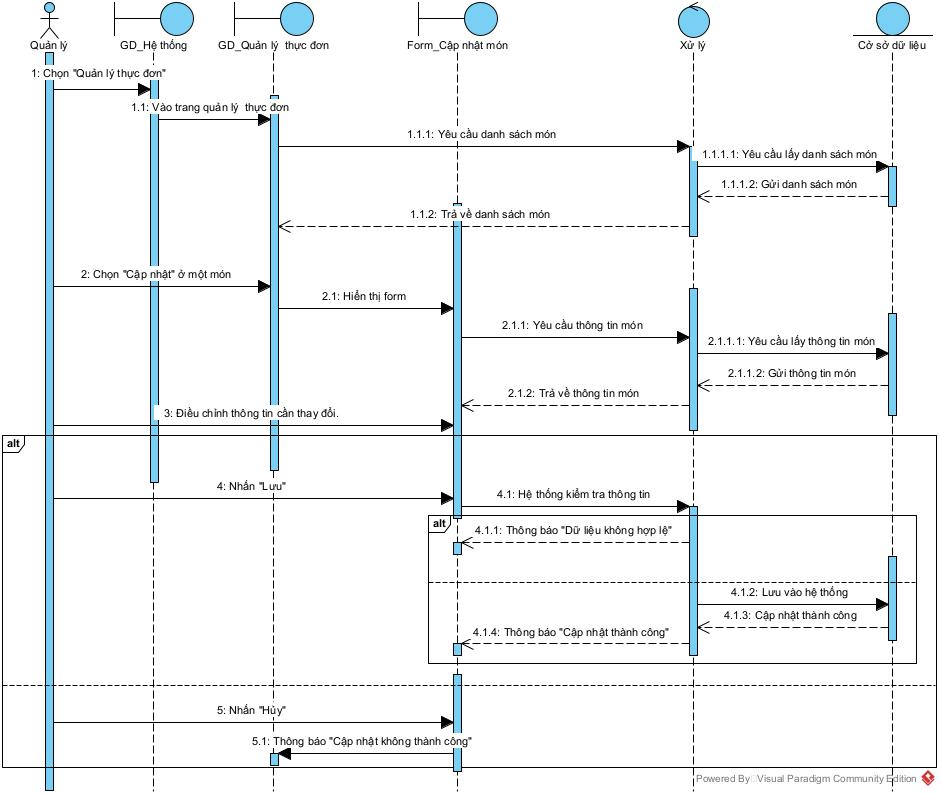 Quản lý
GD_Hệ thống
GD_Quản lý thực đơn
Form_Cập nhật món
Xử lý
Cở sở dữ liệu
1: Chọn "Quản lý thực đơn"
1.1: Vào trang quản lý thực đơn
1.1.1: Yêu cầu danh sách món
1.1.1.1: Yêu cầu lấy danh sách món
1.1.1.2: Gửi danh sách món
1.1.2: Trả về danh sách món
2: Chọn "Cập nhật" ở một món
2.1: Hiển thị form
2.1.1: Yêu cầu thông tin món
2.1.1.1: Yêu cầu lấy thông tin món
2.1.1.2: Gửi thông tin món
2.1.2: Trả về thông tin món
3: Điều chỉnh thông tin cần thay đổi.
alt
4: Nhấn "Lưu"
4.1: Hệ thống kiểm tra thông tin
alt
4.1.1: Thông báo "Dữ liệu không hợp lệ"
4.1.2: Lưu vào hệ thống
4.1.3: Cập nhật thành công
4.1.4: Thông báo "Cập nhật thành công"
5: Nhấn "Hủy"
5.1: Thông báo "Cập nhật không thành công"
Powered By Visual Paradigm Community Edition